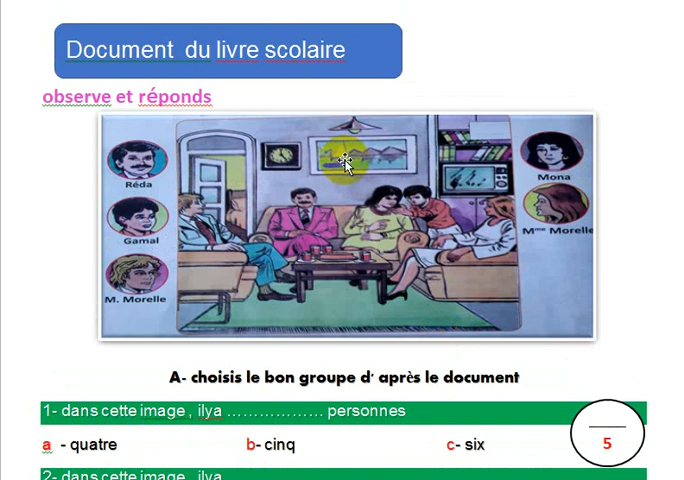 Document du livre scolaire
observe et réponds
Réda
Gamal
M. Morelle
Mona
Mme Morelle
A- choisis le bon groupe d' après le document
1- dans cette image , ilya ……………… personnes
a - quatre b- cinq c- six
5
2- dans cette image , ilya